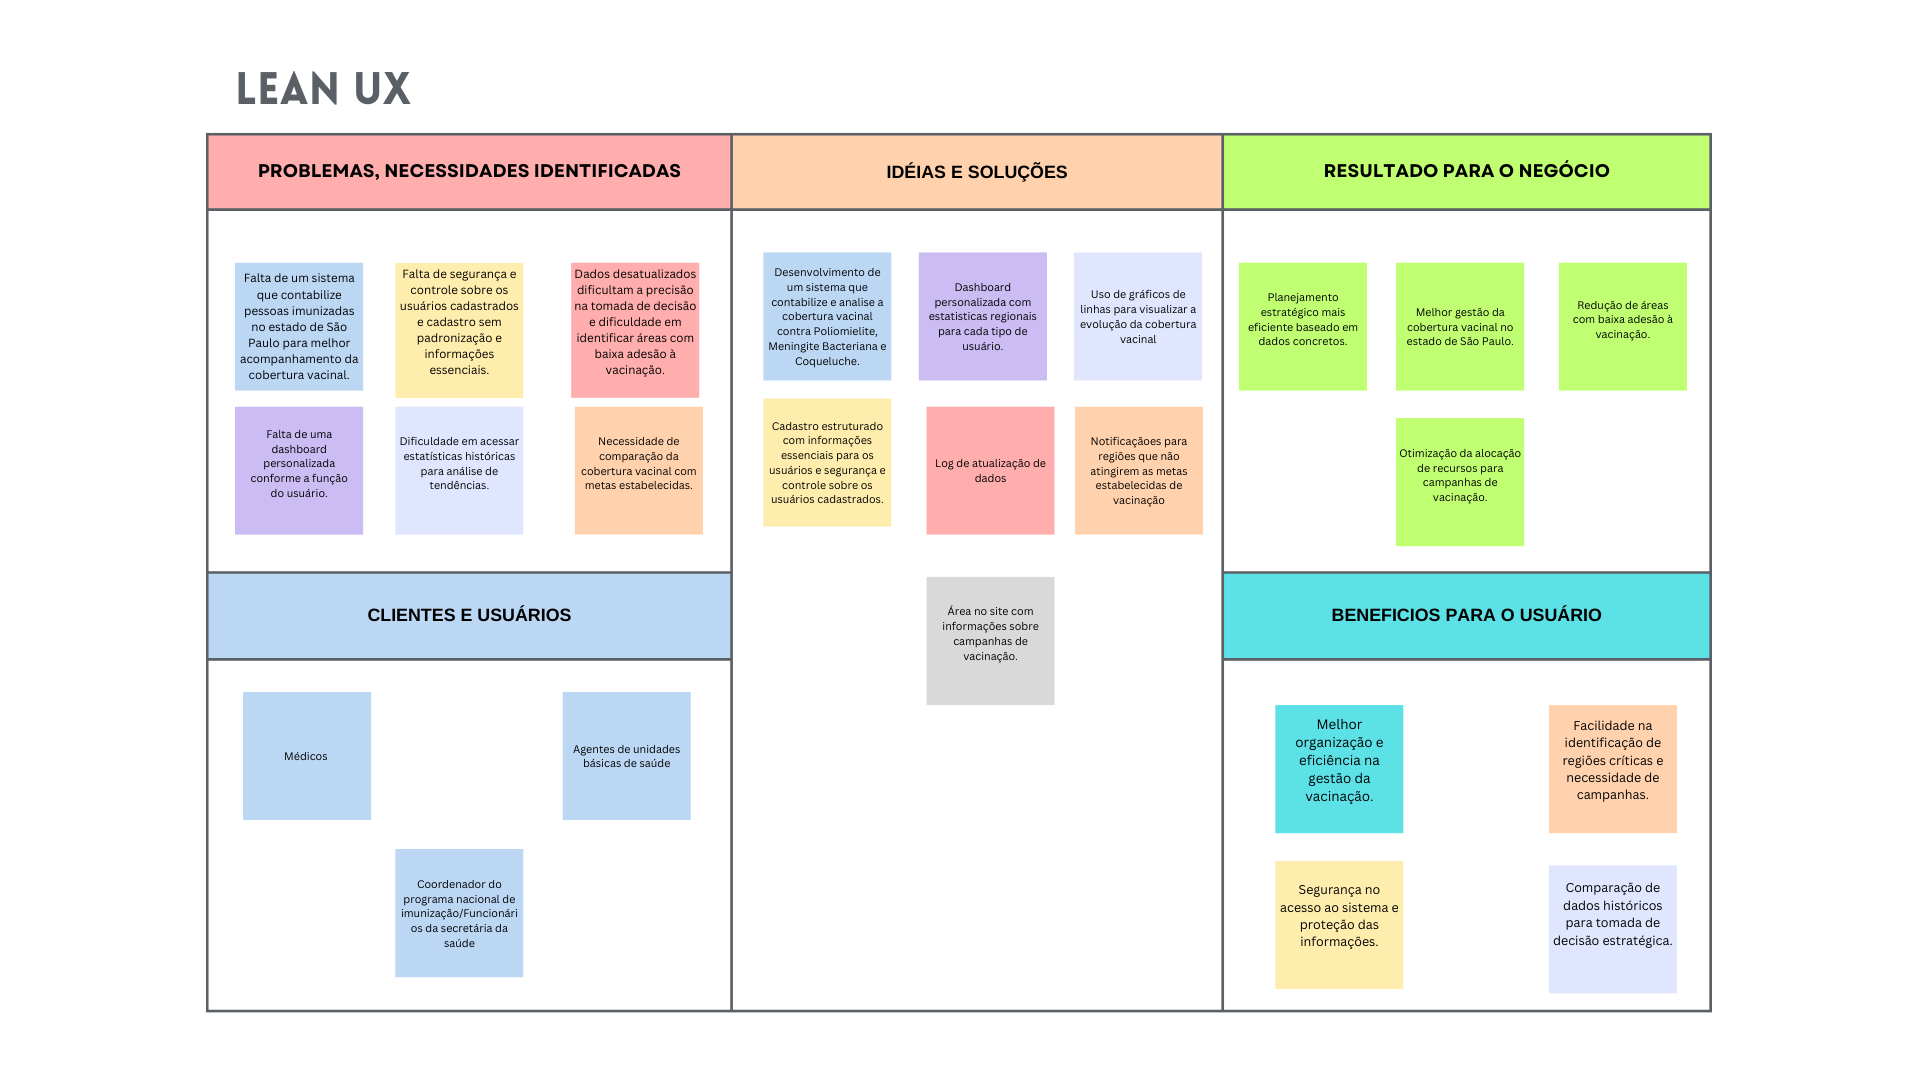 LEAN UX
PROBLEMAS, NECESSIDADES IDENTIFICADAS
Falta de um sistema
que contabilize
pessoas imunizadas
no estado de São
Paulo para melhor
acompanhamento da
cobertura vacinal.
Falta de segurança e
controle sobre os
usuários cadastrados
e cadastro sem
padronização e
informações
essenciais.
Dados desatualizados
dificultam a precisão
na tomada de decisão
e dificuldade em
identificar áreas com
baixa adesão à
vacinação.
Falta de uma
dashboard
personalizada
conforme a função
do usuário.
Dificuldade em acessar
estatísticas históricas
para análise de
tendências.
Necessidade de
comparação da
cobertura vacinal com
metas estabelecidas.
CLIENTES E USUÁRIOS
Médicos
Agentes de unidades
básicas de saúde
Coordenador do
programa nacional de
imunização/Funcionári
os da secretária da
saúde
IDÉIAS E SOLUÇÕES
Desenvolvimento de
um sistema que
contabilize e analise a
cobertura vacinal
contra Poliomielite,
Meningite Bacteriana e
Coqueluche.
Dashboard
personalizada com
estatisticas regionais
para cada tipo de
usuário.
Uso de gráficos de
linhas para visualizar a
evolução da cobertura
vacinal
Cadastro estruturado
com informações
essenciais para os
usuários e segurança e
controle sobre os
usuários cadastrados.
Log de atualização de
dados
Notificaçãoes para
regiões que não
atingirem as metas
estabelecidas de
vacinação
Área no site com
informações sobre
campanhas de
vacinação.
RESULTADO PARA O NEGÓCIO
Planejamento
estratégico mais
eficiente baseado em
dados concretos.
Melhor gestão da
cobertura vacinal no
estado de São Paulo.
Redução de áreas
com baixa adesão à
vacinação.
Otimização da alocação
de recursos para
campanhas de
vacinação.
BENEFICIOS PARA O USUÁRIO
Melhor
organização e
eficiência na
gestão da
vacinação.
Facilidade na
identificação de
regiões críticas e
necessidade de
campanhas.
Segurança no
acesso ao sistema e
proteção das
informações.
Comparação de
dados históricos
para tomada de
decisão estratégica.